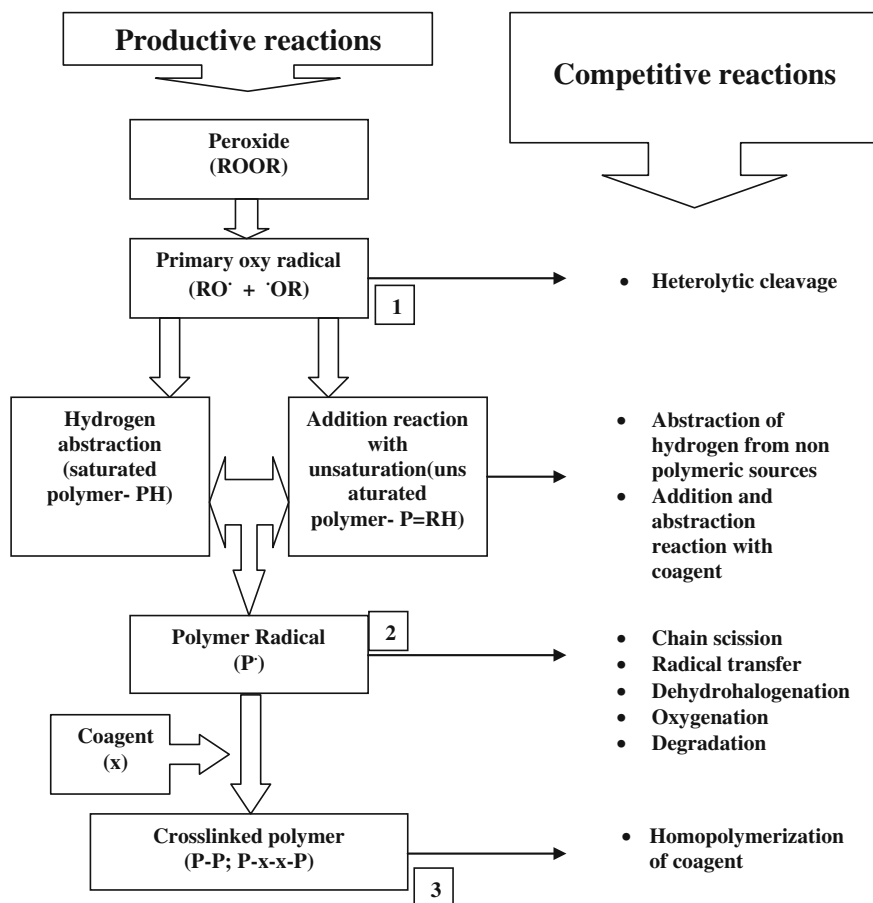 Productive reactions
Competitive reactions
Peroxide
(ROOR)
Primary oxy radical
(RO· + ·OR)
1
• Heterolytic cleavage
Hydrogen
abstraction
(saturated
polymer- PH)
Addition reaction
with
unsaturation(uns
aturated
polymer- P=RH)
• Abstraction of
hydrogen from non
polymeric sources
• Addition and
abstraction
reaction with
coagent
Polymer Radical
(P·)
2
• Chain scission
• Radical transfer
• Dehydrohalogenation
• Oxygenation
• Degradation
Coagent
(x)
Crosslinked polymer
(P-P; P-x-x-P)
3
• Homopolymerization
of coagent